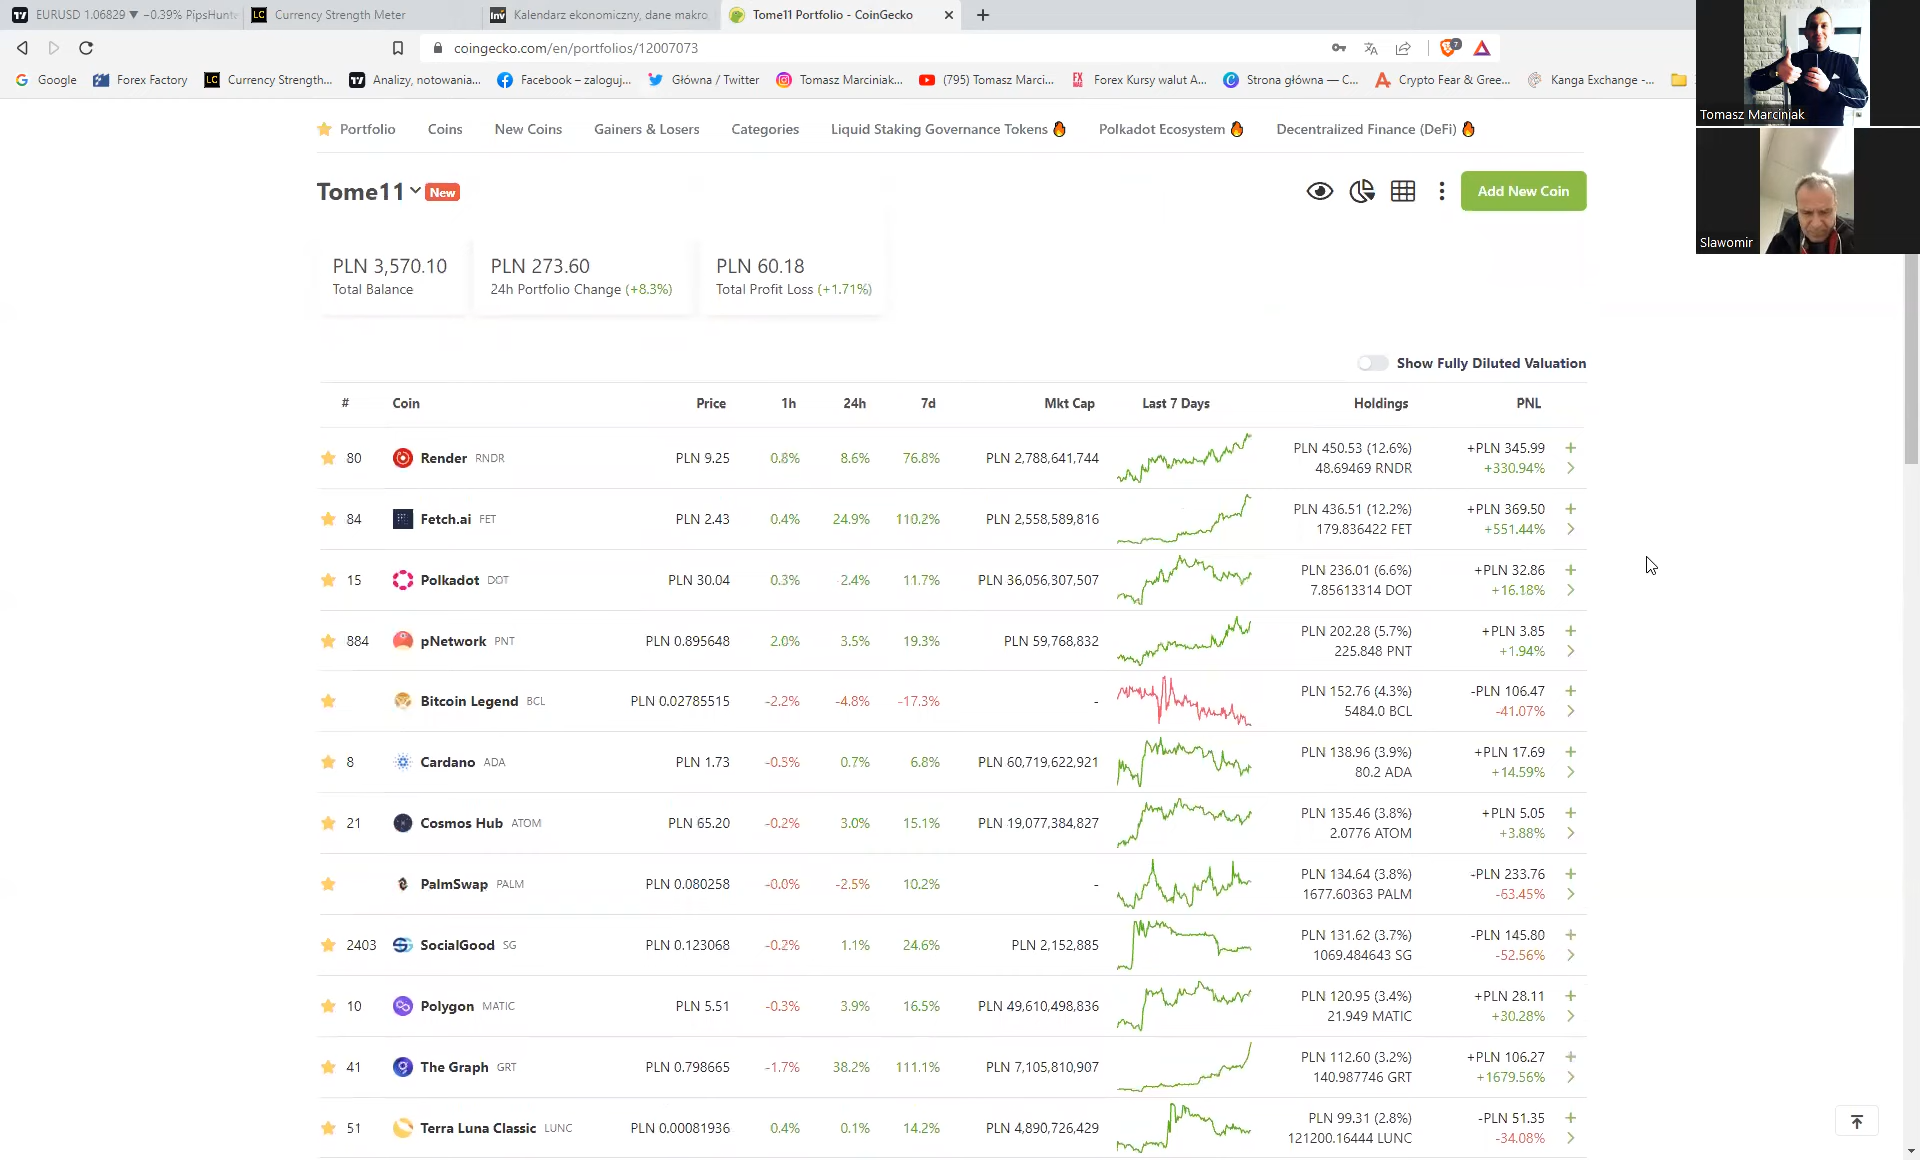 EURUSD 1.06829 ▼ −0.39% PipsHunt
LC Currency Strength Meter
Inv Kalendarz ekonomiczny, dane makro
Tome11 Portfolio - CoinGecko
coingecko.com/en/portfolios/12007073
Google
Forex Factory
LC Currency Strength...
Analizy, notowania...
Facebook – zaloguj...
Główna / Twitter
Tomasz Marciniak...
(795) Tomasz Marci...
Forex Kursy walut A...
Strona główna — C...
Crypto Fear & Gree...
Kanga Exchange -...
Tomasz Marciniak
Slawomir
Portfolio
Coins
New Coins
Gainers & Losers
Categories
Liquid Staking Governance Tokens
Polkadot Ecosystem
Decentralized Finance (DeFi)
Tome11 New
Add New Coin
PLN 3,570.10
Total Balance
PLN 273.60
24h Portfolio Change (+8.3%)
PLN 60.18
Total Profit Loss (+1.71%)
Show Fully Diluted Valuation
# Coin Price 1h 24h 7d Mkt Cap Last 7 Days Holdings PNL
80 Render RNDR PLN 9.25 0.8% 8.6% 76.8% PLN 2,788,641,744 PLN 450.53 (12.6%) +PLN 345.99
48.69469 RNDR +330.94%
84 Fetch.ai FET PLN 2.43 0.4% 24.9% 110.2% PLN 2,558,589,816 PLN 436.51 (12.2%) +PLN 369.50
179.836422 FET +551.44%
15 Polkadot DOT PLN 30.04 0.3% 2.4% 11.7% PLN 36,056,307,507 PLN 236.01 (6.6%) +PLN 32.86
7.85613314 DOT +16.18%
884 pNetwork PNT PLN 0.895648 2.0% 3.5% 19.3% PLN 59,768,832 PLN 202.28 (5.7%) +PLN 3.85
225.848 PNT +1.94%
Bitcoin Legend BCL PLN 0.02785515 -2.2% -4.8% -17.3% - PLN 152.76 (4.3%) -PLN 106.47
5484.0 BCL -41.07%
8 Cardano ADA PLN 1.73 -0.5% 0.7% 6.8% PLN 60,719,622,921 PLN 138.96 (3.9%) +PLN 17.69
80.2 ADA +14.59%
21 Cosmos Hub ATOM PLN 65.20 -0.2% 3.0% 15.1% PLN 19,077,384,827 PLN 135.46 (3.8%) +PLN 5.05
2.0776 ATOM +3.88%
PalmSwap PALM PLN 0.080258 -0.0% -2.5% 10.2% - PLN 134.64 (3.8%) -PLN 233.76
1677.60363 PALM -63.45%
2403 SocialGood SG PLN 0.123068 -0.2% 1.1% 24.6% PLN 2,152,885 PLN 131.62 (3.7%) -PLN 145.80
1069.484643 SG -52.56%
10 Polygon MATIC PLN 5.51 -0.3% 3.9% 16.5% PLN 49,610,498,836 PLN 120.95 (3.4%) +PLN 28.11
21.949 MATIC +30.28%
41 The Graph GRT PLN 0.798665 -1.7% 38.2% 111.1% PLN 7,105,810,907 PLN 112.60 (3.2%) +PLN 106.27
140.987746 GRT +1679.56%
51 Terra Luna Classic LUNC PLN 0.00081936 0.4% 0.1% 14.2% PLN 4,890,726,429 PLN 99.31 (2.8%) -PLN 51.35
121200.16444 LUNC -34.08%